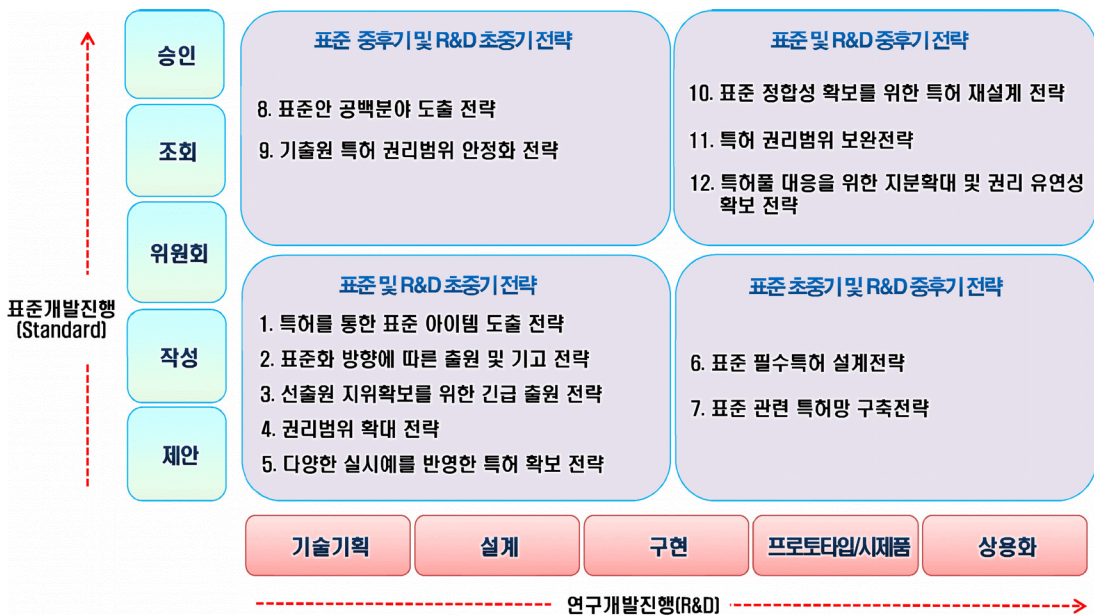 표준개발진행
(Standard)
승인
조회
위원회
작성
제안
표준 중후기 및 R&D 초중기 전략
8. 표준안 공백분야 도출 전략
9. 기출원 특허 권리범위 안정화 전략
표준 및 R&D 중후기 전략
10. 표준 정합성 확보를 위한 특허 재설계 전략
11. 특허 권리범위 보완전략
12. 특허풀 대응을 위한 지분확대 및 권리 유연성
확보 전략
표준 및 R&D 초중기 전략
1. 특허를 통한 표준 아이템 도출 전략
2. 표준화 방향에 따른 출원 및 기고 전략
3. 선출원 지위확보를 위한 긴급 출원 전략
4. 권리범위 확대 전략
5. 다양한 실시예를 반영한 특허 확보 전략
표준 초중기 및 R&D 중후기 전략
6. 표준 필수특허 설계전략
7. 표준 관련 특허망 구축전략
기술기획
설계
구현
프로토타입/시제품
상용화
연구개발진행(R&D)